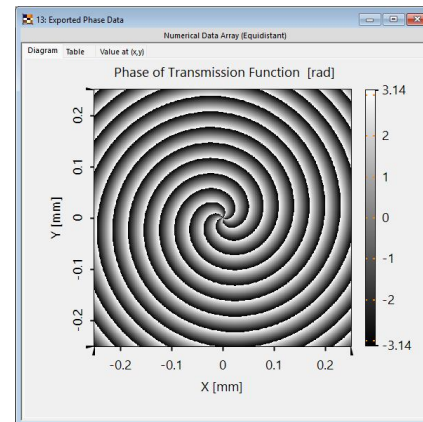 13: Exported Phase Data
Numerical Data Array (Equidistant)
Diagram Table Value at (x,y)
Phase of Transmission Function [rad]
3.14
2
1
0
-1
-2
-3.14
0.2
0.1
0
-0.1
-0.2
Y [mm]
-0.2 -0.1 0 0.1 0.2
X [mm]